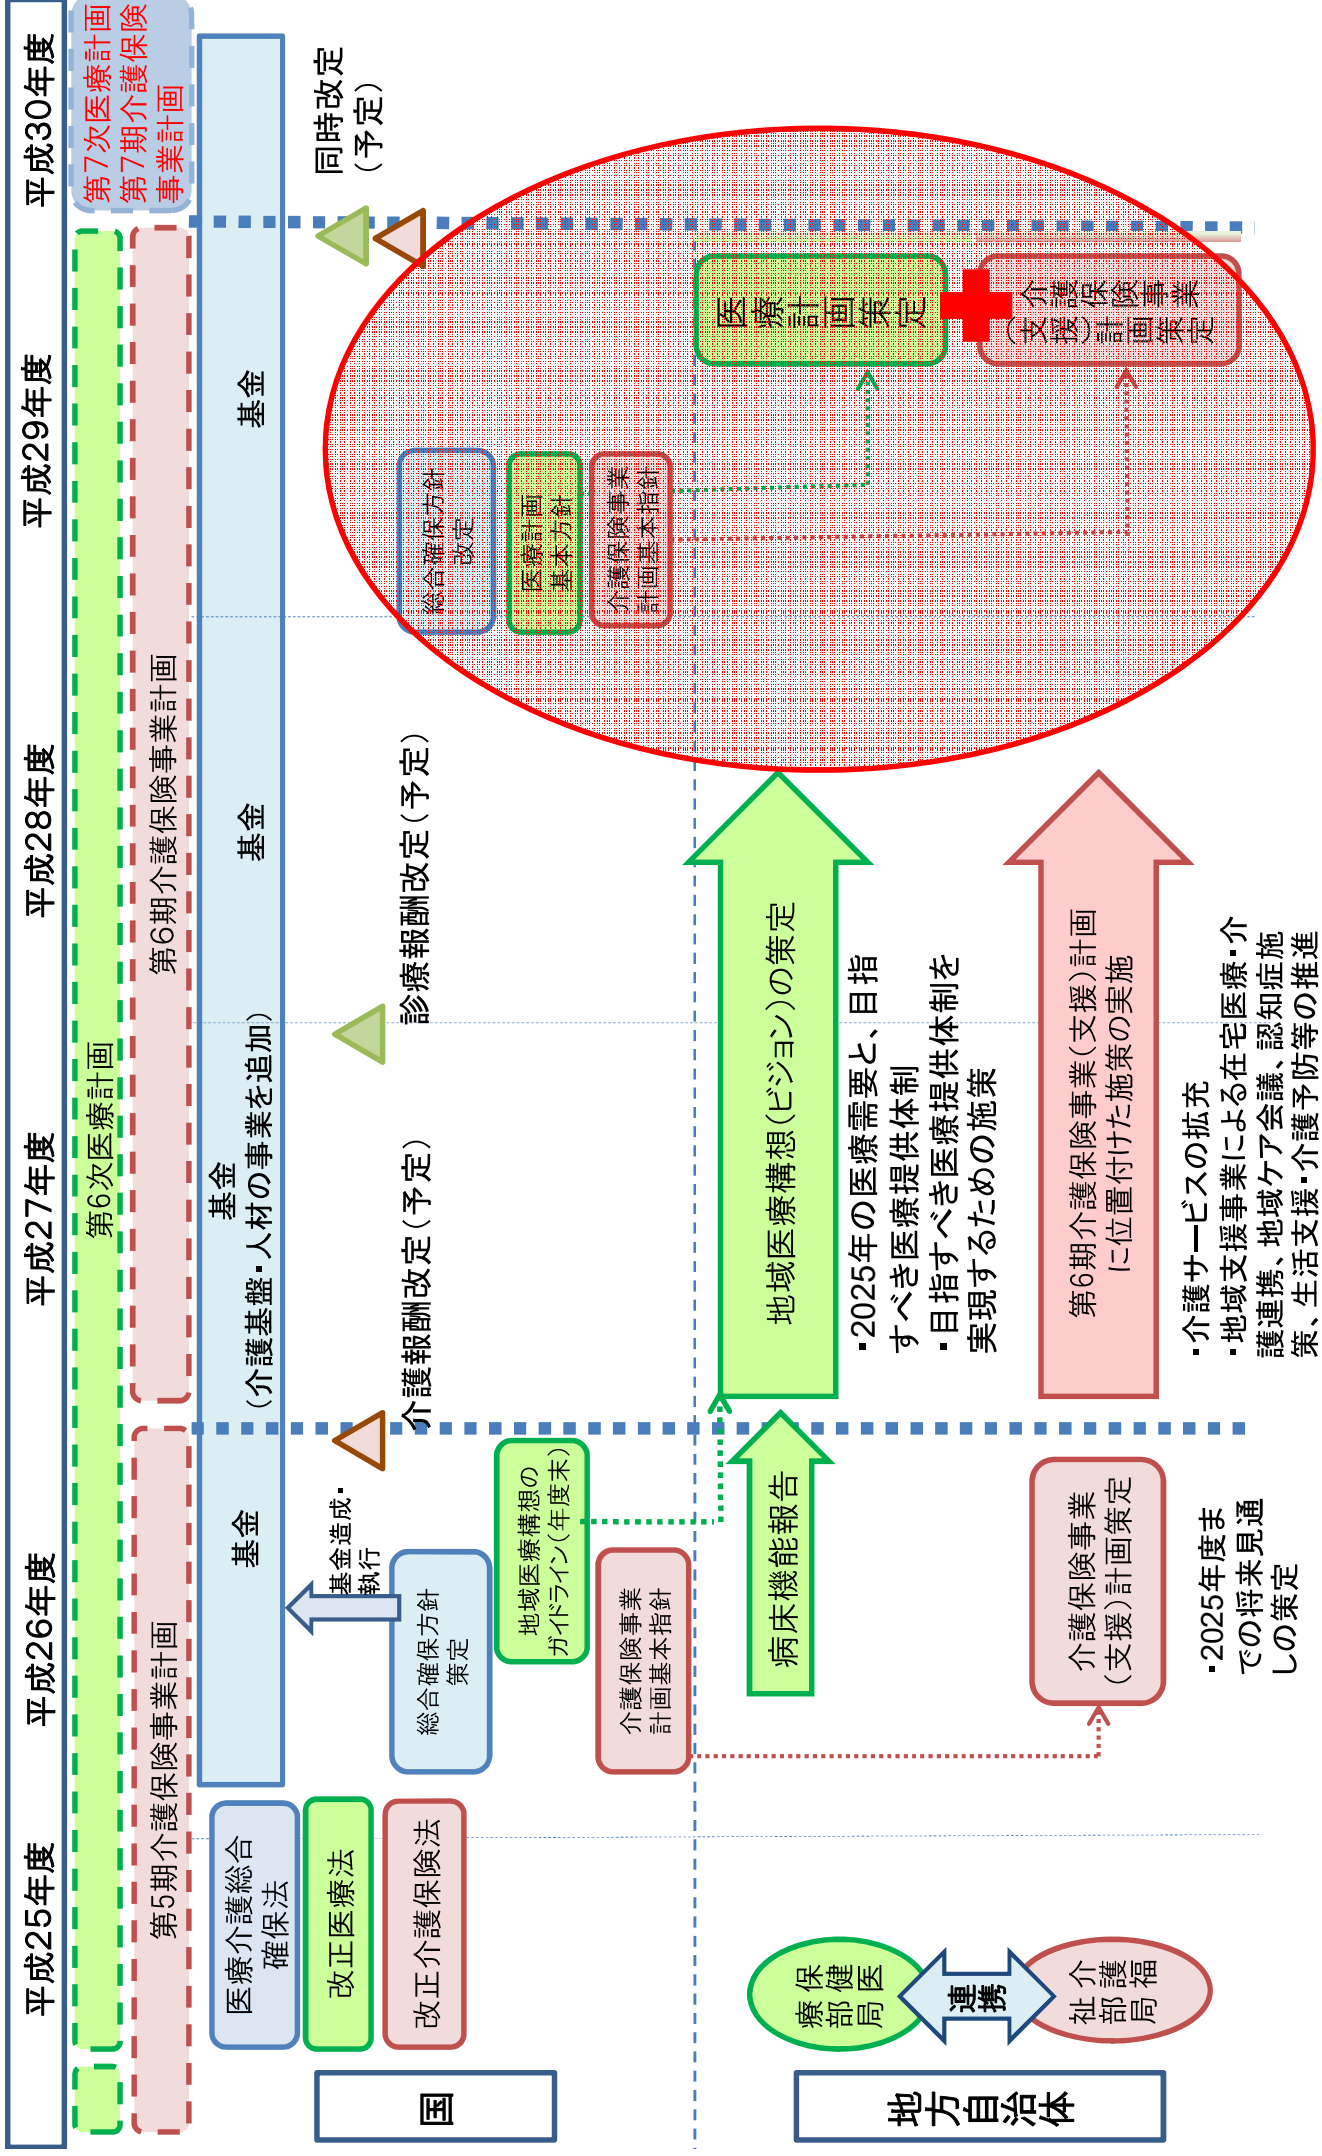 平成25年度
平成26年度
平成27年度
平成28年度
平成29年度
平成30年度
第6次医療計画
第7次医療計画
第7期介護保険
事業計画
第5期介護保険事業計画
第6期介護保険事業計画
基金
基金
(介護基盤・人材の事業を追加)
基金
基金
国
医療介護総合
確保法
改正医療法
改正介護保険法
基金造成・
執行
総合確保方針
策定
地域医療構想の
ガイドライン(年度末)
介護保険事業
計画基本指針
介護報酬改定(予定)
診療報酬改定(予定)
同時改定
(予定)
総合確保方針
改定
医療計画
基本方針
介護保険事業
計画基本指針
地方自治体
保健医
療部局
連携
介護福
祉部局
病床機能報告
地域医療構想(ビジョン)の策定
・2025年の医療需要と、目指
すべき医療提供体制
・目指すべき医療提供体制を
実現するための施策
医療計画策定
介護保険事業
(支援)計画策定
・2025年度ま
での将来見通
しの策定
第6期介護保険事業(支援)計画
に位置付けた施策の実施
・介護サービスの拡充
・地域支援事業による在宅医療・介
護連携、地域ケア会議、認知症施
策、生活支援・介護予防等の推進
介護保険事業
(支援)計画策定